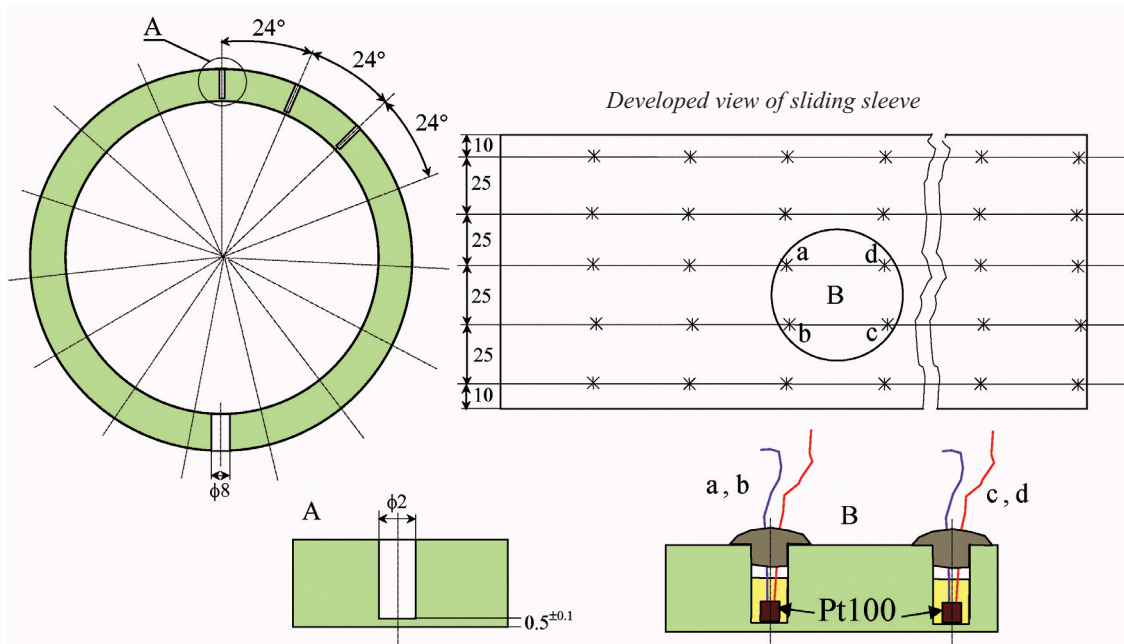 A
24°
24°
24°
ϕ8
Developed view of sliding sleeve
10
25
25
25
25
10
a
d
B
b
c
A
ϕ2
0.5±0.1
a , b
B
c , d
Pt100